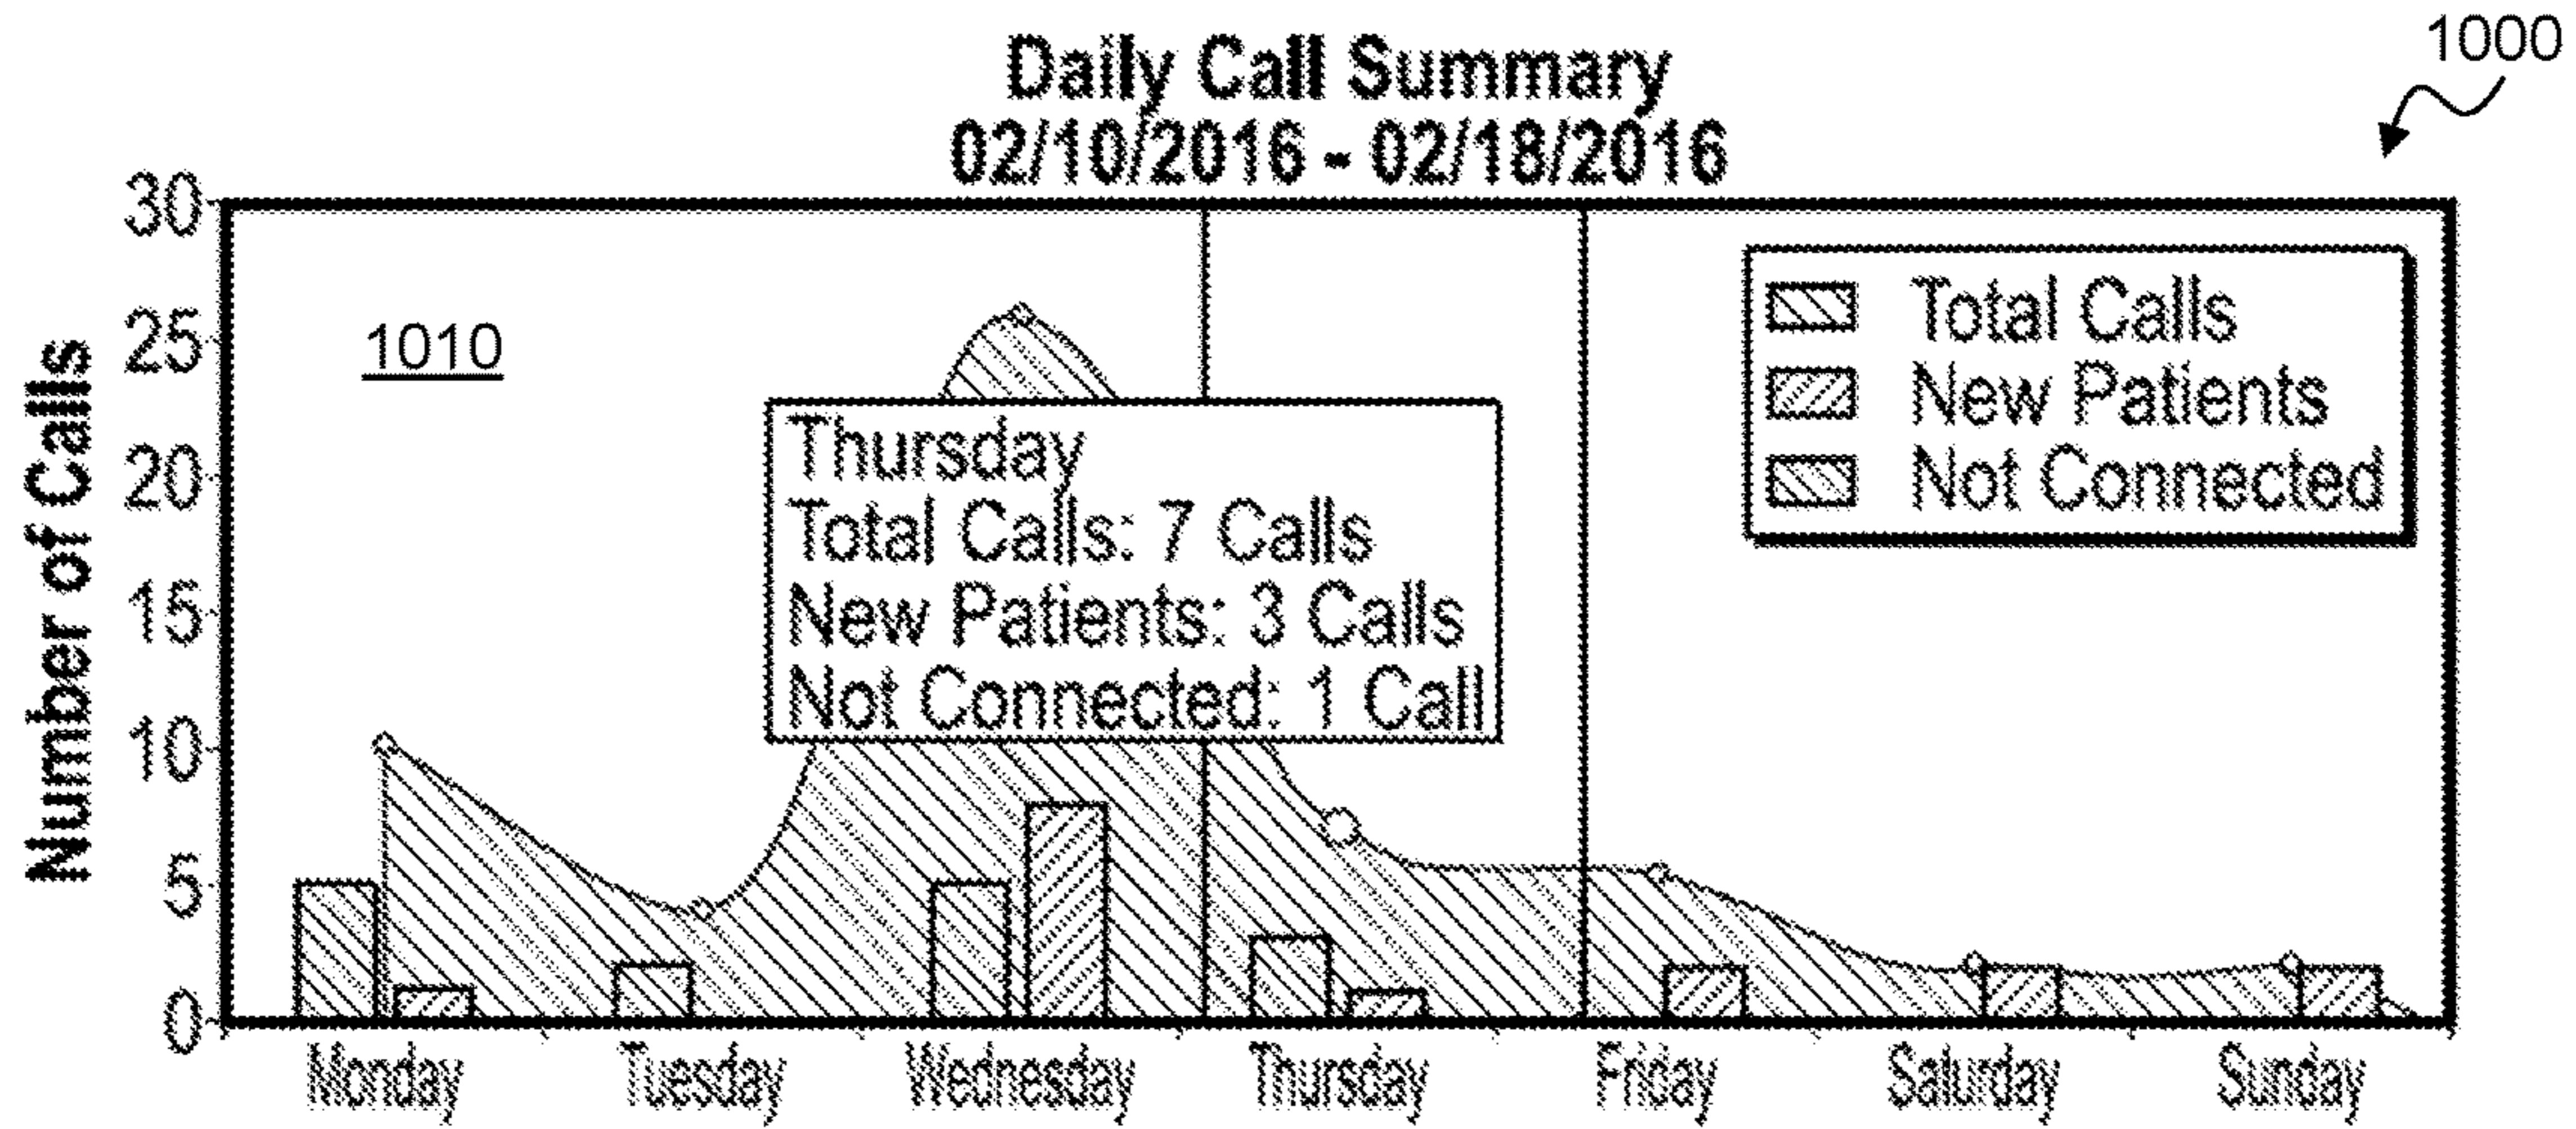 1000
Daily Call Summary
02/10/2016 - 02/18/2016
Number of Calls
30
25
20
15
10
5
0
1010
Total Calls
New Patients
Not Connected
Thursday
Total Calls: 7 Calls
New Patients: 3 Calls
Not Connected: 1 Call
Monday Tuesday Wednesday Thursday Friday Saturday Sunday